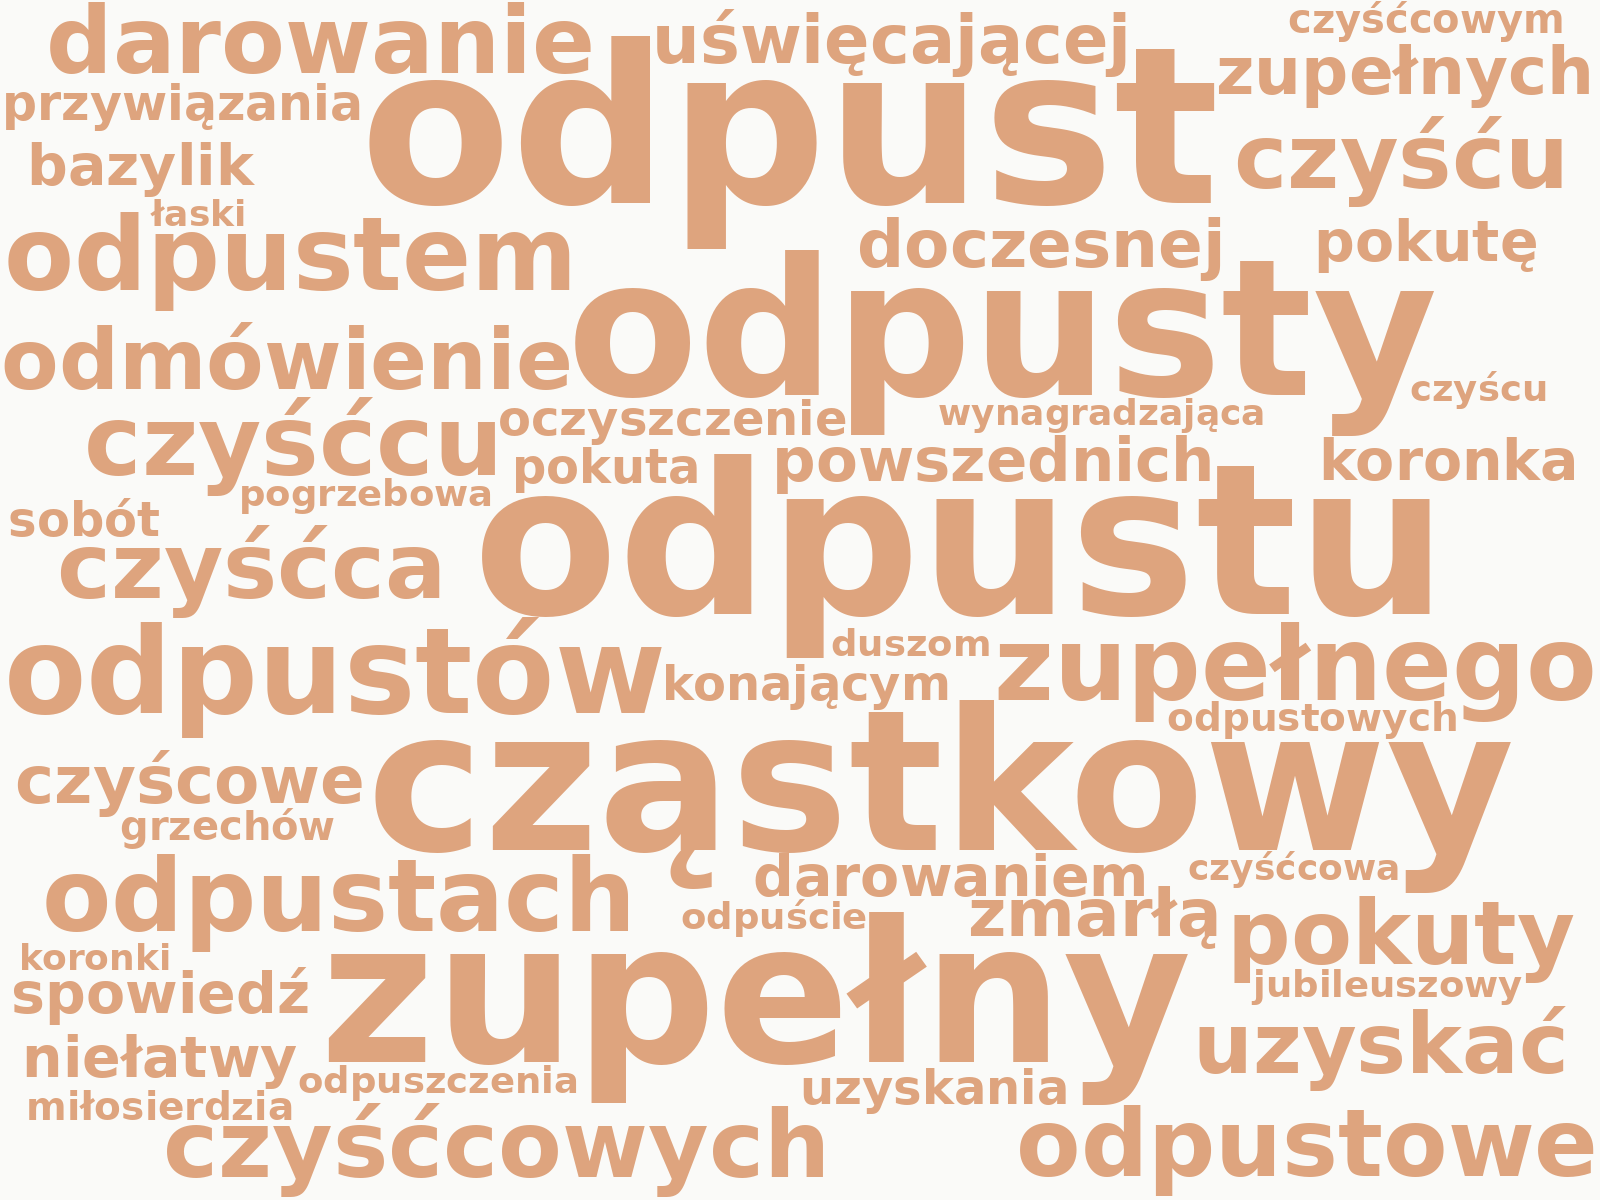 darowanie
uświęcającej
czyśćcowym
zupełnych
przywiązania
odpust
bazylik
czyśću
łaski
odpustem
doczesnej
pokutę
odmówienie
odpusty
czyścu
czyśćcu
oczyszczenie
wynagradzająca
pokuta
powszednich
koronka
pogrzebowa
sobót
czyśćca
odpustu
odpustów
duszom
zupełnego
konającym
odpustowych
czyścowe
cząstkowy
grzechów
odpustach
darowaniem
czyśćcowa
odpuście
zmarłą
pokuty
koronki
spowiedź
zupełny
jubileuszowy
niełatwy
uzyskać
odpuszczenia
uzyskania
miłosierdzia
czyśćcowych
odpustowe